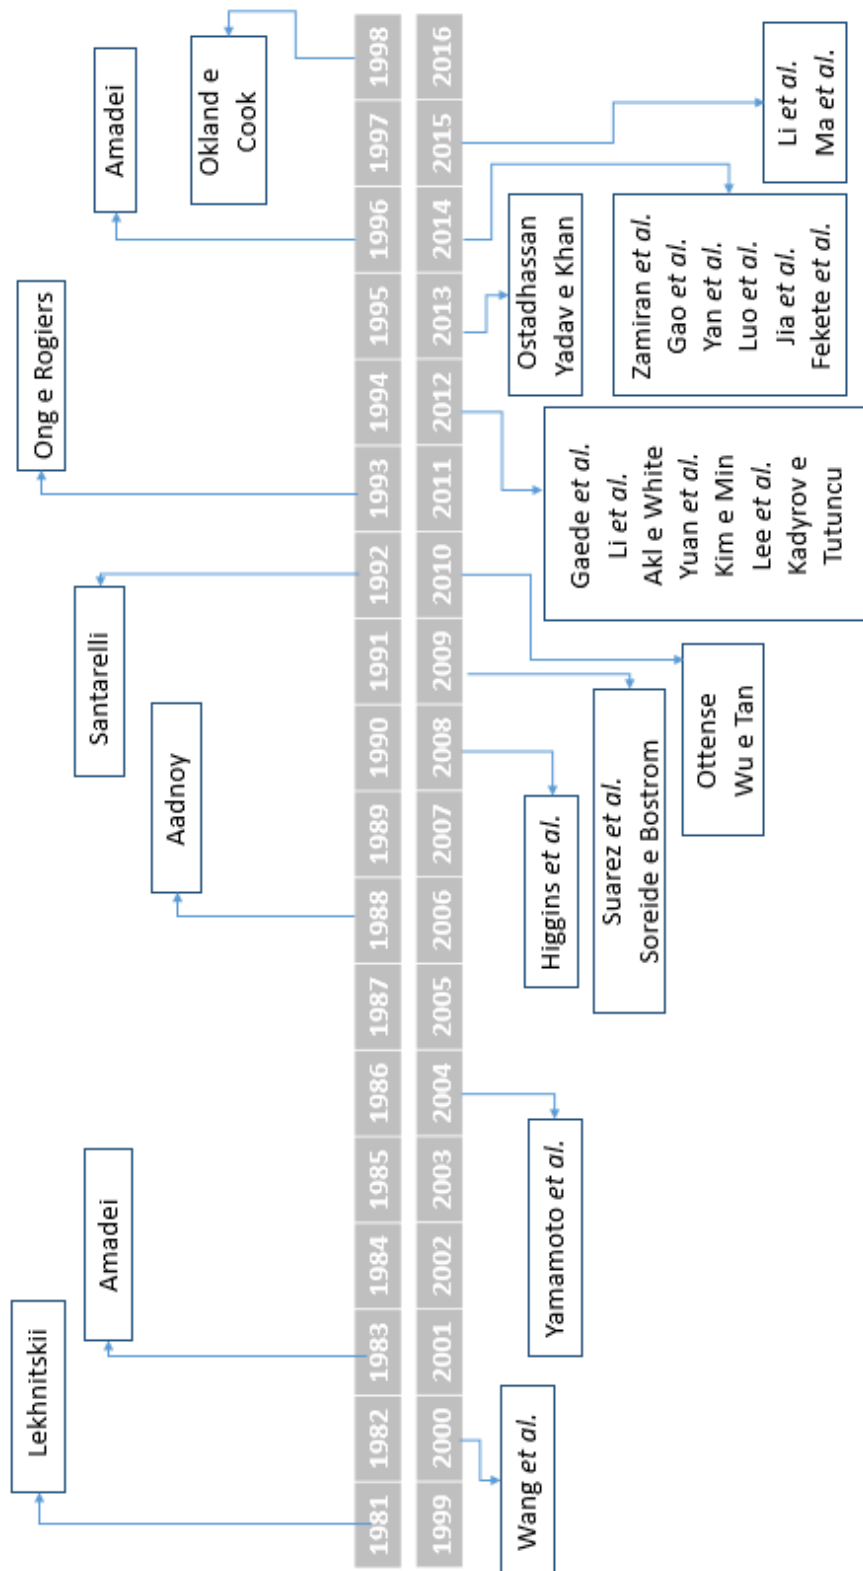 Lekhnitskii
Amadei
Aadnoy
Santarelli
Ong e Rogiers
Amadei
Okland e
Cook
1981
1982
1983
1984
1985
1986
1987
1988
1989
1990
1991
1992
1993
1994
1995
1996
1997
1998
1999
2000
2001
2002
2003
2004
2005
2006
2007
2008
2009
2010
2011
2012
2013
2014
2015
2016
Wang et al.
Yamamoto et al.
Higgins et al.
Suarez et al.
Soreide e Bostrom
Ottense
Wu e Tan
Gaede et al.
Li et al.
Akl e White
Yuan et al.
Kim e Min
Lee et al.
Kadyrov e
Tutuncu
Ostadhassan
Yadav e Khan
Zamiran et al.
Gao et al.
Yan et al.
Luo et al.
Jia et al.
Fekete et al.
Li et al.
Ma et al.